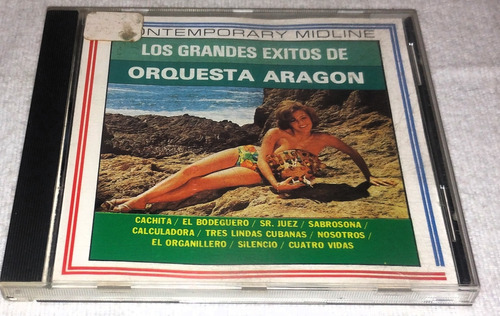 CONTEMPORARY MIDLINE
LOS GRANDES EXITOS DE
ORQUESTA ARAGON
CACHITA / EL BODEGUERO / SR. JUEZ / SABROSONA /
CALCULADORA / TRES LINDAS CUBANAS / NOSOTROS /
EL ORGANILLERO / SILENCIO / CUATRO VIDAS